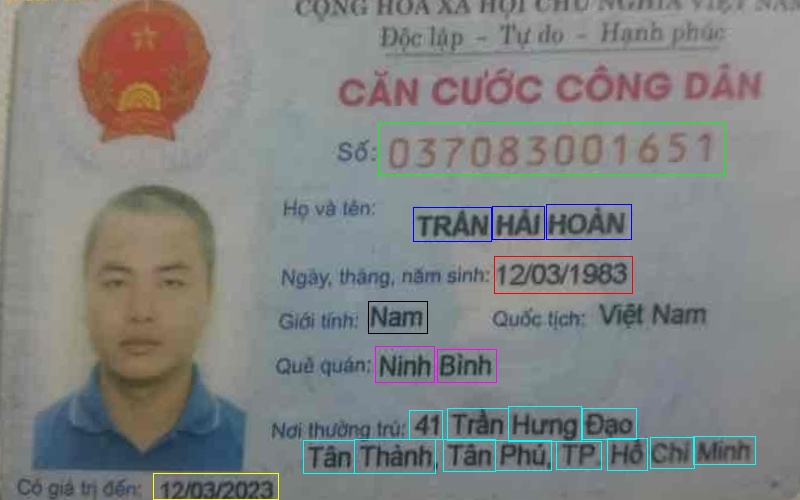 CỘNG HÒA XÃ HỘI CHỦ NGHĨA VIỆT NAM
Độc lập - Tự do - Hạnh phúc
CĂN CƯỚC CÔNG DÂN
Số: 037083001651
Họ và tên: TRẦN HẢI HOÀN
Ngày, tháng, năm sinh: 12/03/1983
Giới tính: Nam Quốc tịch: Việt Nam
Quê quán: Ninh Bình
Nơi thường trú: 41 Trần Hưng Đạo
Tân Thành, Tân Phú, TP. Hồ Chí Minh
Có giá trị đến: 12/03/2023